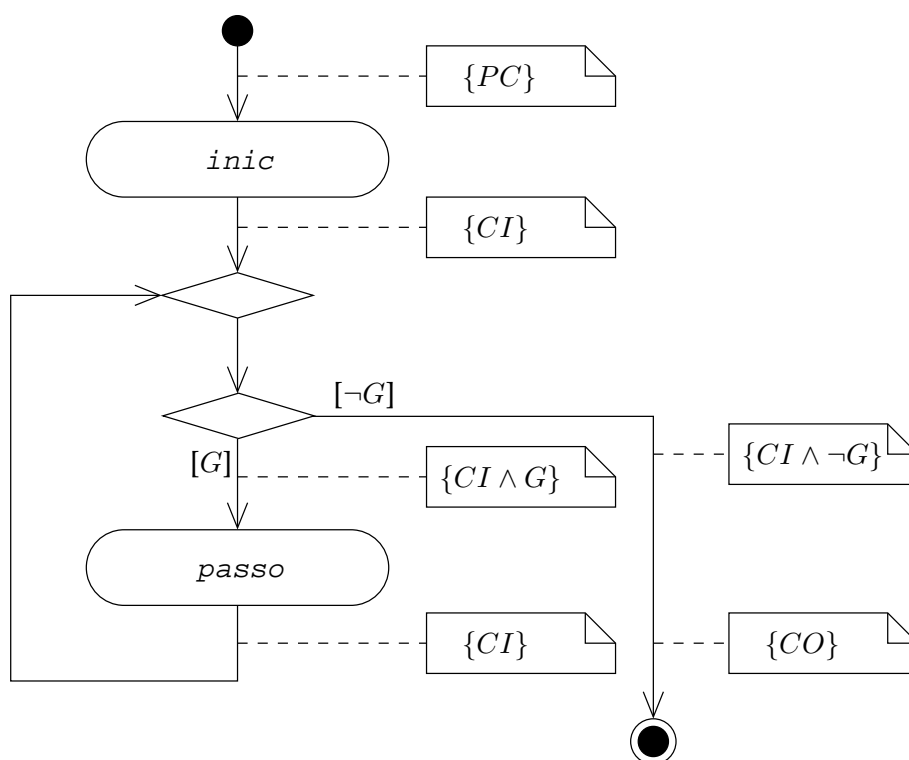 {PC}
inic
{CI}
[¬G]
[G]
{CI ∧ G}
{CI ∧ ¬G}
passo
{CI}
{CO}